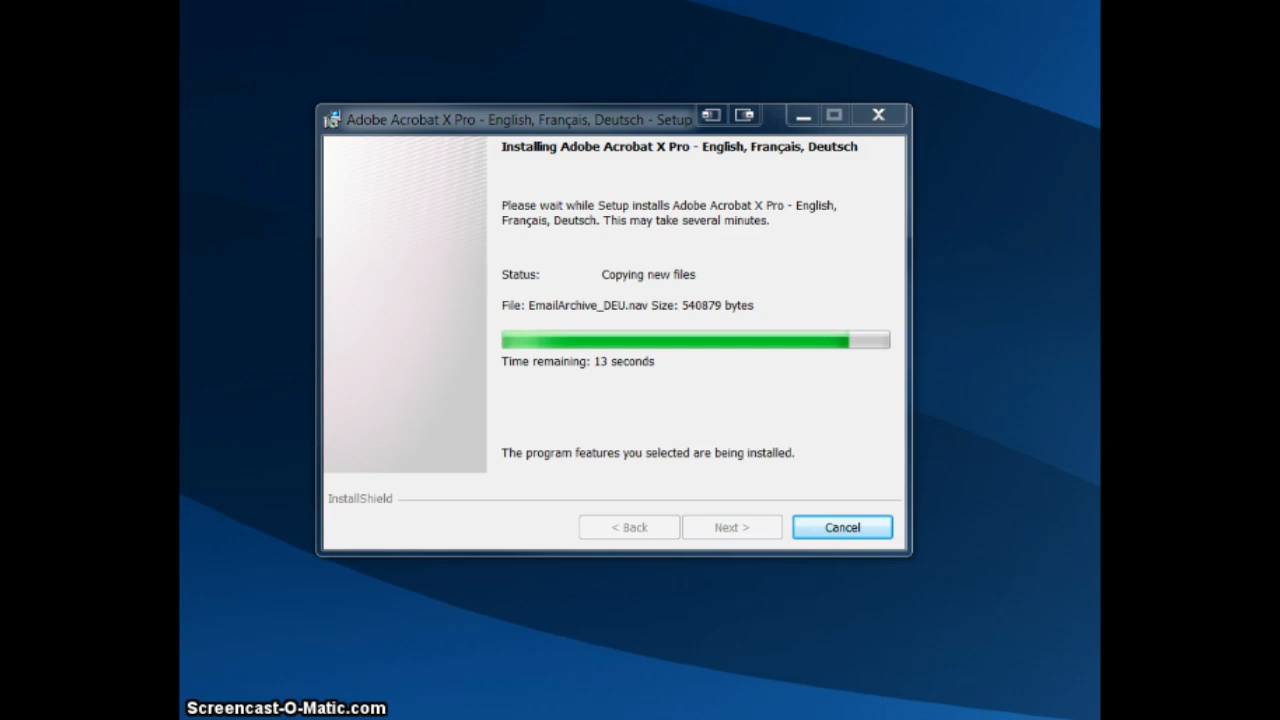 Adobe Acrobat X Pro - English, Français, Deutsch - Setup
Installing Adobe Acrobat X Pro - English, Français, Deutsch
Please wait while Setup installs Adobe Acrobat X Pro - English,
Français, Deutsch. This may take several minutes.
Status: Copying new files
File: EmailArchive_DEU.nav Size: 540879 bytes
Time remaining: 13 seconds
The program features you selected are being installed.
InstallShield
< Back Next > Cancel
Screencast-O-Matic.com